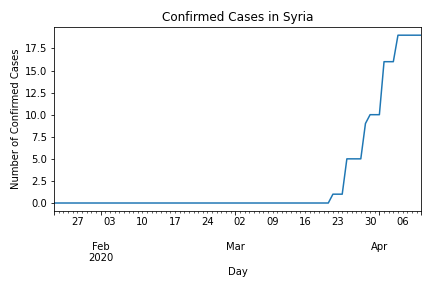 Confirmed Cases in Syria
Number of Confirmed Cases
17.5
15.0
12.5
10.0
7.5
5.0
2.5
0.0
27 03 10 17 24 02 09 16 23 30 06
Feb Mar Apr
2020
Day